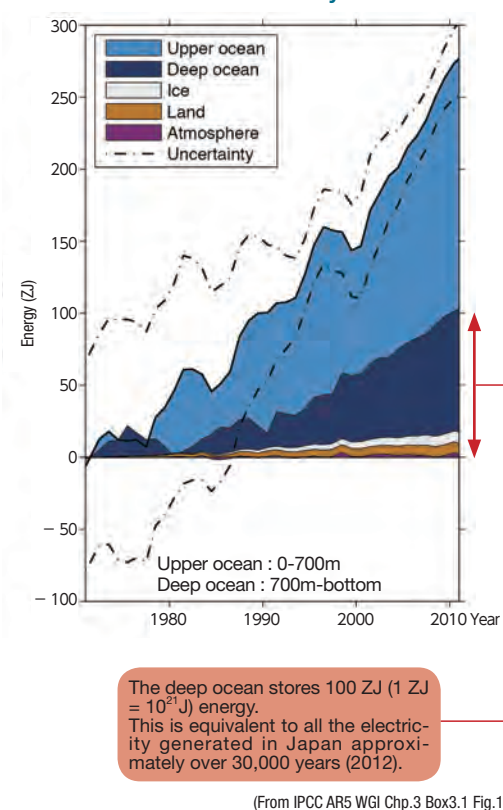 300
250
200
150
100
50
0
– 50
– 100
Energy (ZJ)
Upper ocean
Deep ocean
Ice
Land
Atmosphere
Uncertainty
Upper ocean : 0-700m
Deep ocean : 700m-bottom
1980 1990 2000 2010 Year
The deep ocean stores 100 ZJ (1 ZJ
= 10²¹J) energy.
This is equivalent to all the electric-
ity generated in Japan approxi-
mately over 30,000 years (2012).
(From IPCC AR5 WGI Chp.3 Box3.1 Fig.1